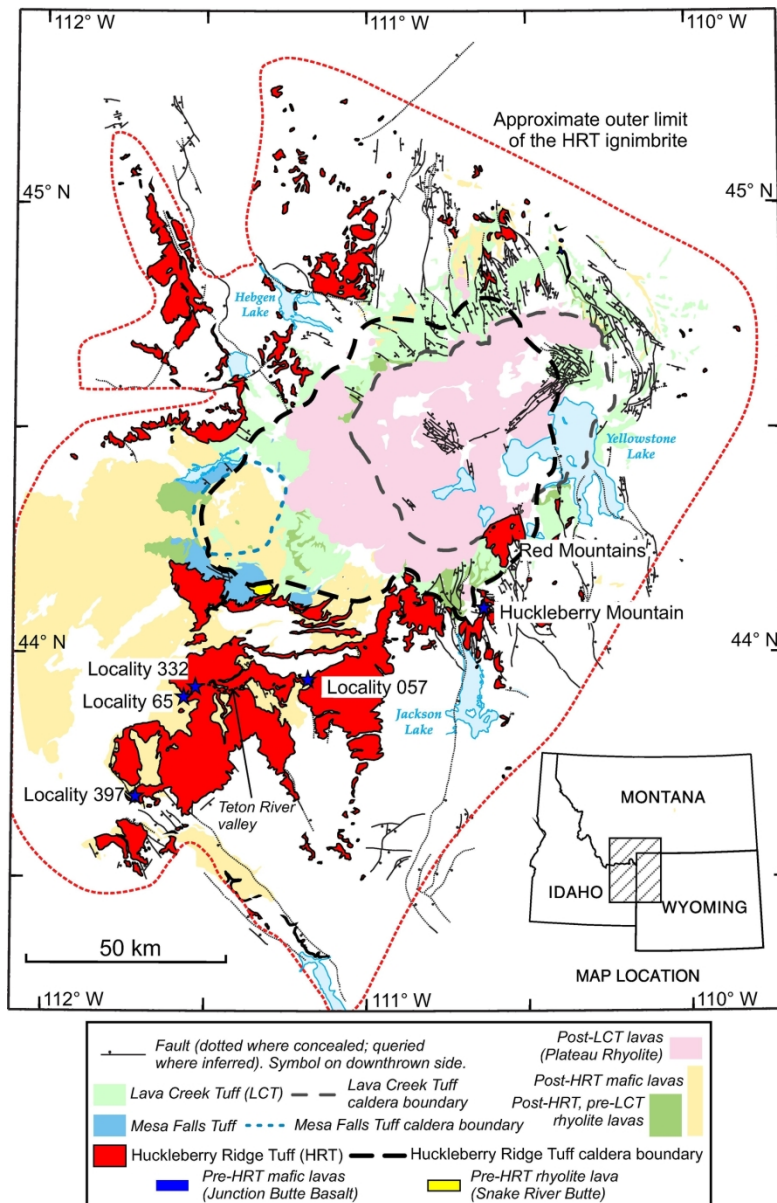 112° W
111° W
110° W
Approximate outer limit
of the HRT ignimbrite
45° N
45° N
Hebgen
Lake
Yellowstone
Lake
Red Mountains
Huckleberry Mountain
44° N
44° N
Locality 332
Locality 65
Locality 057
Jackson
Lake
Locality 397
Teton River
valley
MONTANA
IDAHO
WYOMING
50 km
MAP LOCATION
112° W
111° W
110° W
Fault (dotted where concealed; queried
where inferred). Symbol on downthrown side.
Post-LCT lavas
(Plateau Rhyolite)
Lava Creek Tuff (LCT)
Lava Creek Tuff
caldera boundary
Post-HRT mafic lavas
Mesa Falls Tuff
Mesa Falls Tuff caldera boundary
Post-HRT, pre-LCT
rhyolite lavas
Huckleberry Ridge Tuff (HRT)
Huckleberry Ridge Tuff caldera boundary
Pre-HRT mafic lavas
(Junction Butte Basalt)
Pre-HRT rhyolite lava
(Snake River Butte)